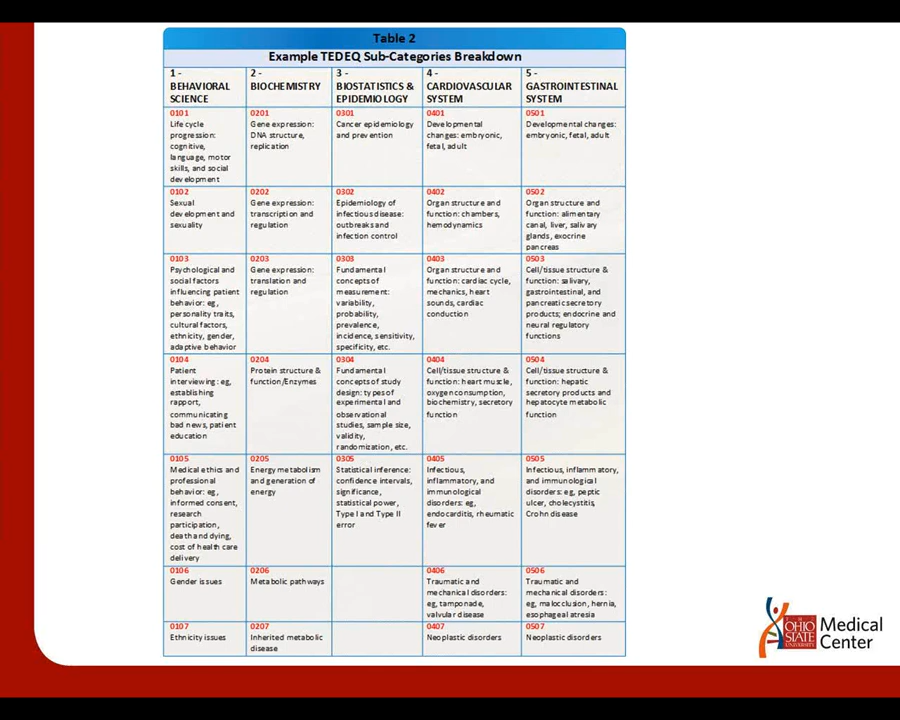 Table 2
Example TEDEQ Sub-Categories Breakdown
1 -
BEHAVIORAL
SCIENCE
2 -
BIOCHEMISTRY
3 -
BIOSTATISTICS &
EPIDEMIOLOGY
4 -
CARDIOVASCULAR
SYSTEM
5 -
GASTROINTESTINAL
SYSTEM
0101
Life cycle
progression:
cognitive,
language, motor
skills, and social
development
0201
Gene expression:
DNA structure,
replication
0301
Cancer epidemiology
and prevention
0401
Developmental
changes: embryonic,
fetal, adult
0501
Developmental changes:
embryonic, fetal, adult
0102
Sexual
development and
sexuality
0202
Gene expression:
transcription and
regulation
0302
Epidemiology of
infectious disease:
outbreaks and
infection control
0402
Organ structure and
function: chambers,
hemodynamics
0502
Organ structure and
function: alimentary
canal, liver, salivary
glands, exocrine
pancreas
0103
Psychological and
social factors
influencing patient
behavior: eg,
personality traits,
cultural factors,
ethnicity, gender,
adaptive behavior
0203
Gene expression:
translation and
regulation
0303
Fundamental
concepts of
measurement:
variability,
probability,
prevalence,
incidence, sensitivity,
specificity, etc.
0403
Organ structure and
function: cardiac cycle,
mechanics, heart
sounds, cardiac
conduction
0503
Cell/tissue structure &
function: salivary,
gastrointestinal, and
pancreatic secretory
products; endocrine and
neural regulatory
functions
0104
Patient
interviewing: eg,
establishing
rapport,
communicating
bad news, patient
education
0204
Protein structure &
function/Enzymes
0304
Fundamental
concepts of study
design: types of
experimental and
observational
studies, sample size,
validity,
randomization, etc.
0404
Cell/tissue structure &
function: heart muscle,
oxygen consumption,
biochemistry, secretory
function
0504
Cell/tissue structure &
function: hepatic
secretory products and
hepatocyte metabolic
function
0105
Medical ethics and
professional
behavior: eg,
informed consent,
research
participation,
death and dying,
cost of health care
delivery
0205
Energy metabolism
and generation of
energy
0305
Statistical inference:
confidence intervals,
significance,
statistical power,
Type I and Type II
error
0405
Infectious,
inflammatory, and
immunological
disorders: eg,
endocarditis, rheumatic
fever
0505
Infectious, inflammatory,
and immunological
disorders: eg, peptic
ulcer, cholecystitis,
Crohn disease
0106
Gender issues
0206
Metabolic pathways
0406
Traumatic and
mechanical disorders:
eg, tamponade,
valvular disease
0506
Traumatic and
mechanical disorders:
eg, malocclusion, hernia,
esophageal atresia
0107
Ethnicity issues
0207
Inherited metabolic
disease
0407
Neoplastic disorders
0507
Neoplastic disorders
THE
OHIO
STATE
UNIVERSITY
Medical
Center